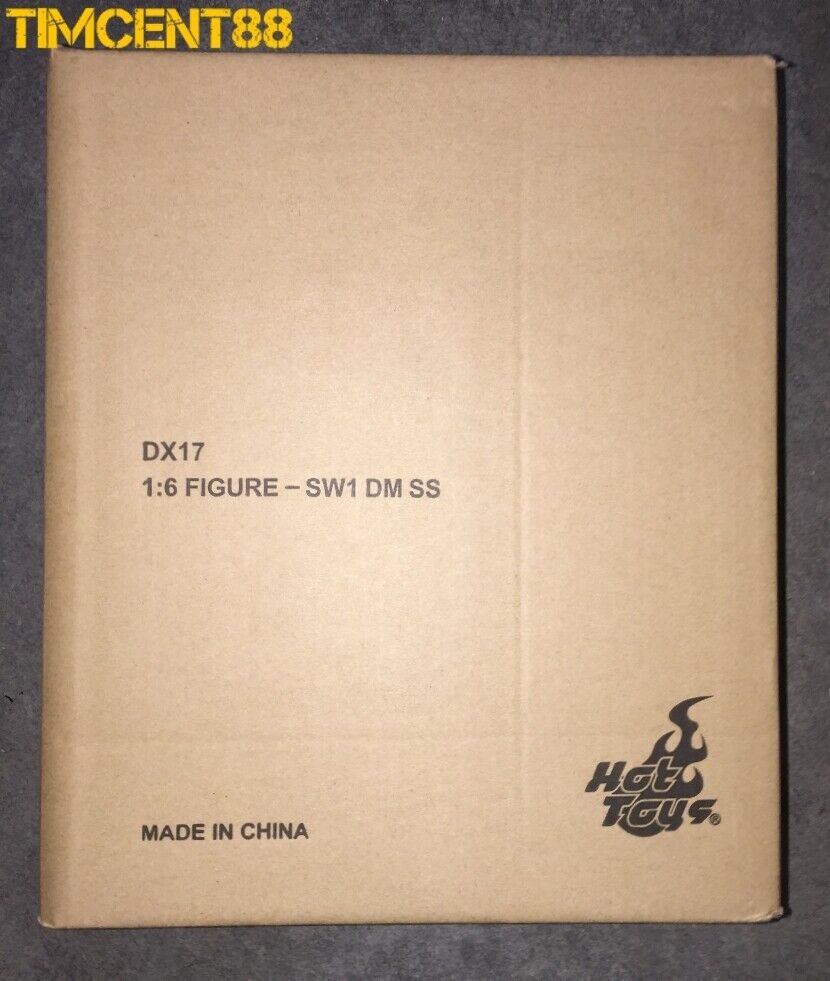 TIMCENT88
DX17
1:6 FIGURE – SW1 DM SS
MADE IN CHINA
Hot
Toys®